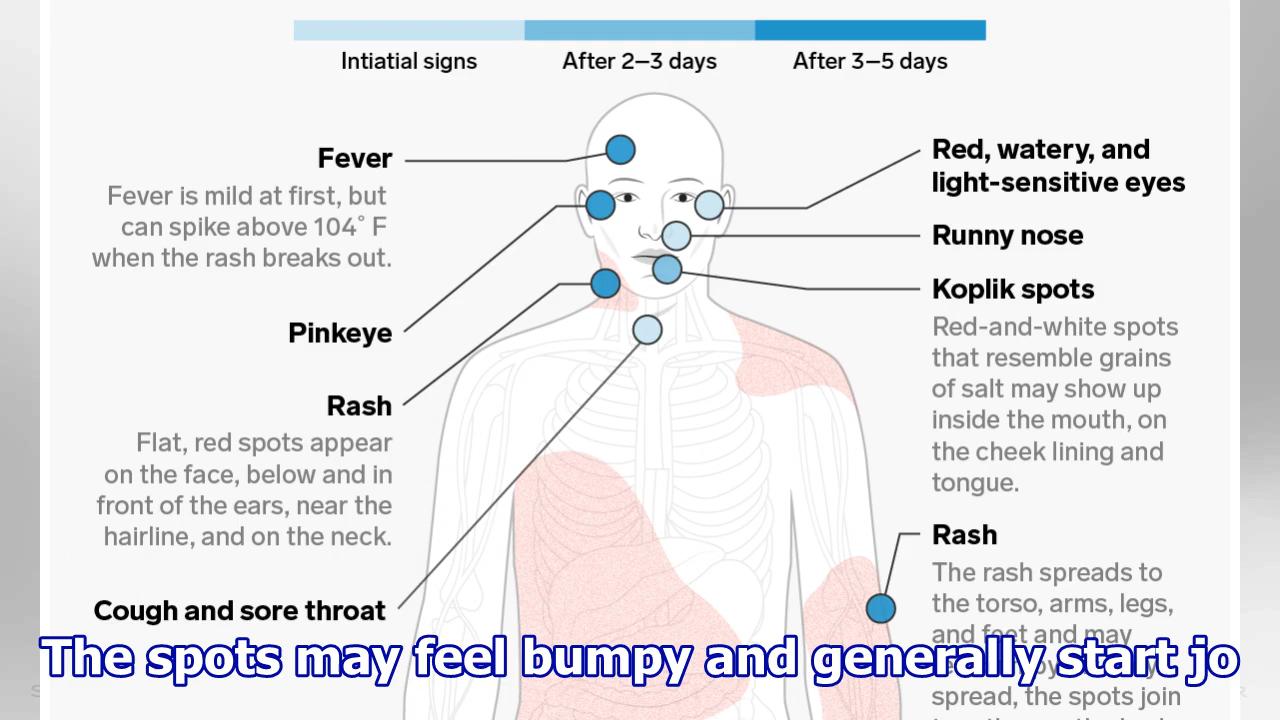 Intiatial signs
After 2–3 days
After 3–5 days
Fever
Fever is mild at first, but
can spike above 104° F
when the rash breaks out.
Pinkeye
Rash
Flat, red spots appear
on the face, below and in
front of the ears, near the
hairline, and on the neck.
Cough and sore throat
Red, watery, and
light-sensitive eyes
Runny nose
Koplik spots
Red-and-white spots
that resemble grains
of salt may show up
inside the mouth, on
the cheek lining and
tongue.
Rash
The rash spreads to
the torso, arms, legs,
and feet and may
spread, the spots join
The spots may feel bumpy and generally start jo